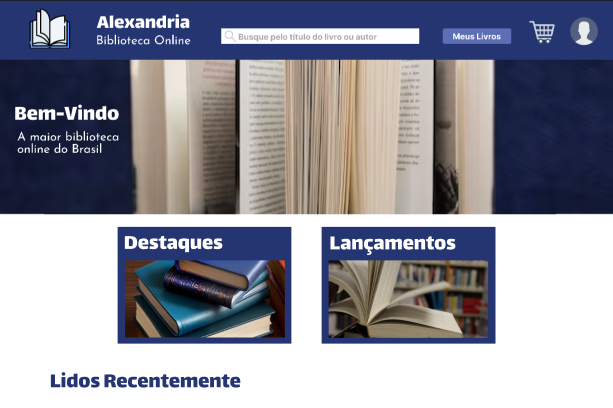 Alexandria
Biblioteca Online
Busque pelo título do livro ou autor
Meus Livros
Bem-Vindo
A maior biblioteca
online do Brasil
Destaques
Lançamentos
Lidos Recentemente